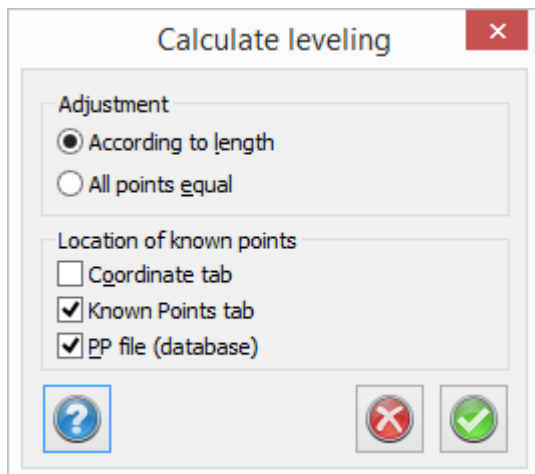 Calculate leveling
Adjustment
According to length
All points equal
Location of known points
Coordinate tab
Known Points tab
PP file (database)